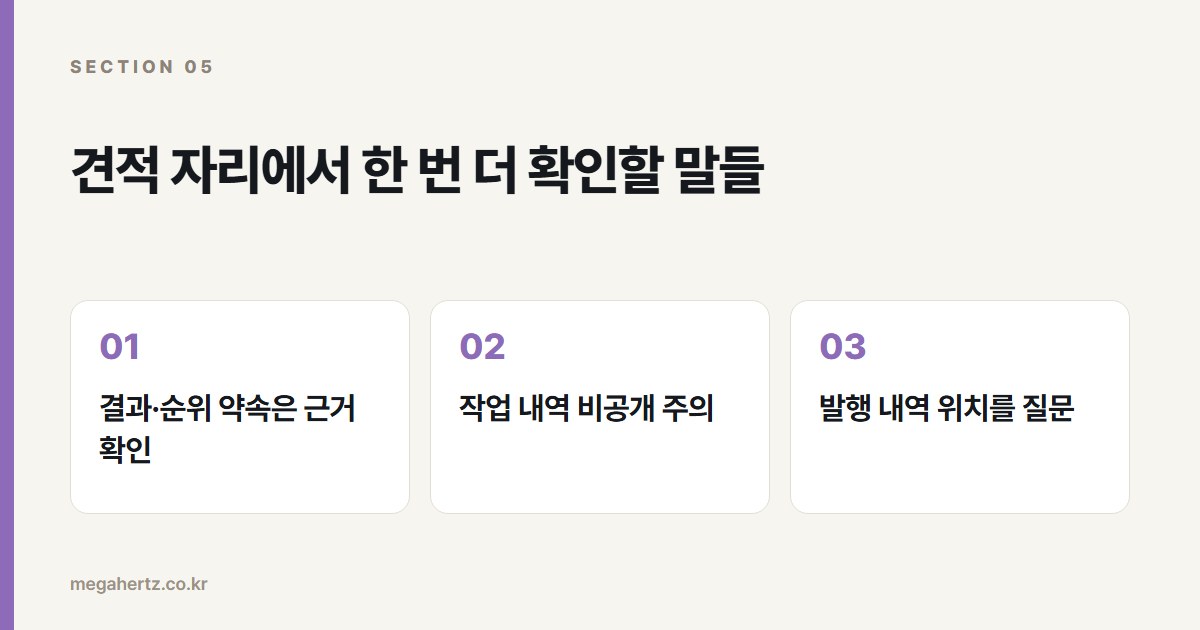 SECTION 05
견적 자리에서 한 번 더 확인할 말들
01
결과·순위 약속은 근거
확인
02
작업 내역 비공개 주의
03
발행 내역 위치를 질문
megahertz.co.kr